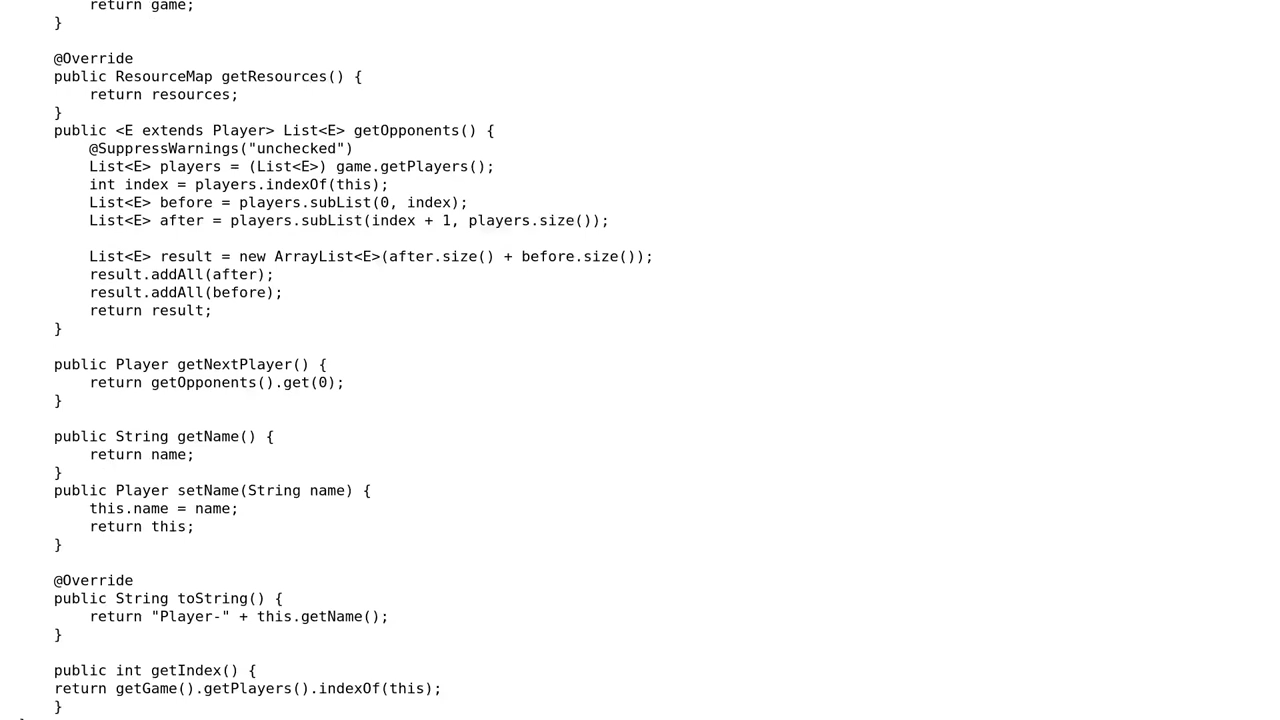 return game;
    }

    @Override
    public ResourceMap getResources() {
        return resources;
    }
    public <E extends Player> List<E> getOpponents() {
        @SuppressWarnings("unchecked")
        List<E> players = (List<E>) game.getPlayers();
        int index = players.indexOf(this);
        List<E> before = players.subList(0, index);
        List<E> after = players.subList(index + 1, players.size());

        List<E> result = new ArrayList<E>(after.size() + before.size());
        result.addAll(after);
        result.addAll(before);
        return result;
    }

    public Player getNextPlayer() {
        return getOpponents().get(0);
    }

    public String getName() {
        return name;
    }
    public Player setName(String name) {
        this.name = name;
        return this;
    }

    @Override
    public String toString() {
        return "Player-" + this.getName();
    }

    public int getIndex() {
    return getGame().getPlayers().indexOf(this);
    }